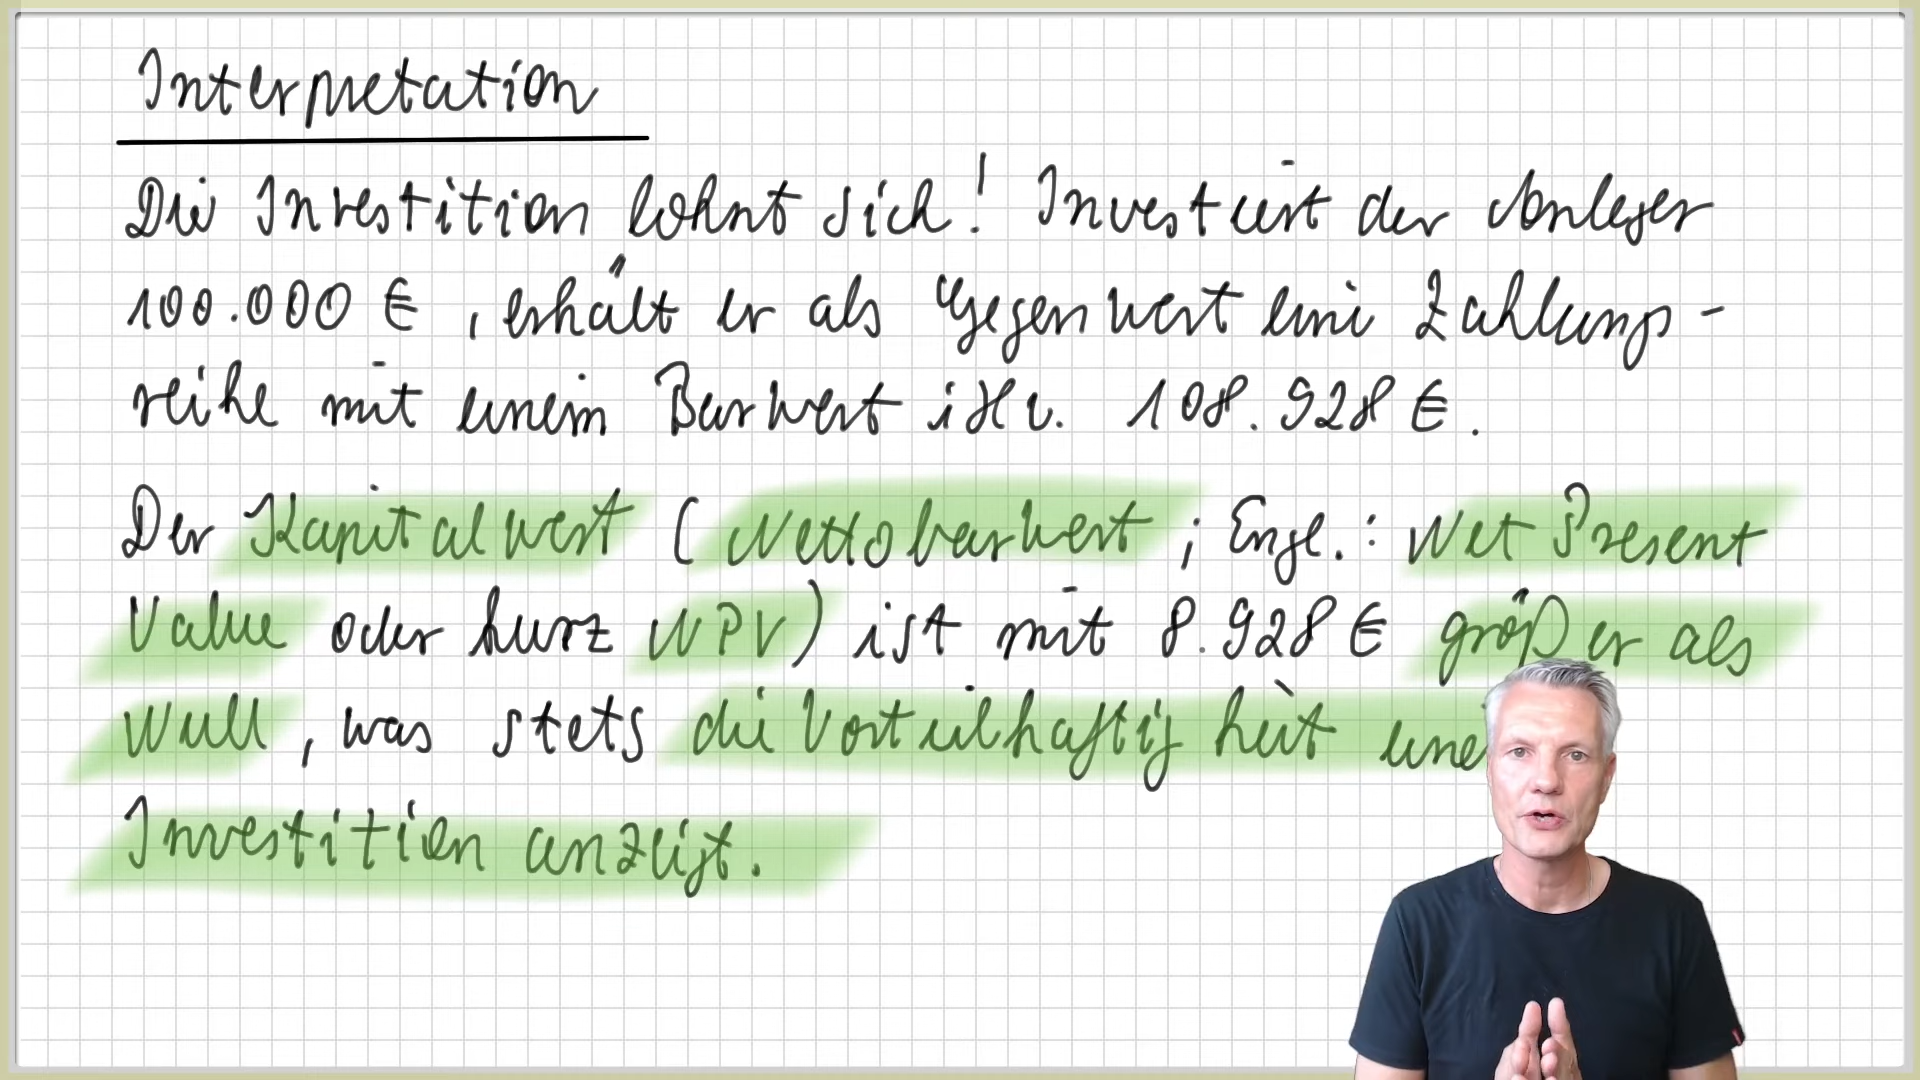 Interpretation
Die Investition lohnt sich! Investiert der Anleger
100.000 €, erhält er als Gegenwert eine Zahlungs-
reihe mit einem Barwert iHv. 108.928 €.
Der Kapitalwert (Nettobarwert; Engl.: Net Present
Value oder kurz NPV) ist mit 8.928 € größer als
Null, was stets die Vorteilhaftigkeit eine
Investition anzeigt.